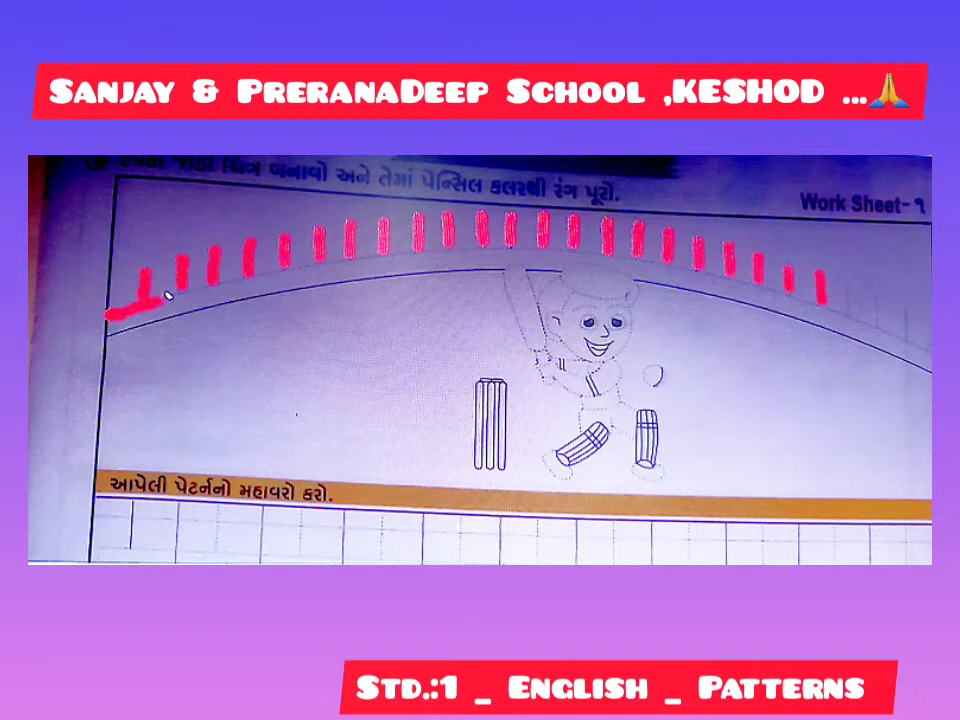 SANJAY & PRERANADEEP SCHOOL ,KESHOD ...🙏
જોડી ચિત્ર બનાવો અને તેમાં પેન્સિલ કલરથી રંગ પૂરો.
Work Sheet-૧
આપેલી પેટર્નનો મહાવરો કરો.
STD.:1 _ ENGLISH _ PATTERNS